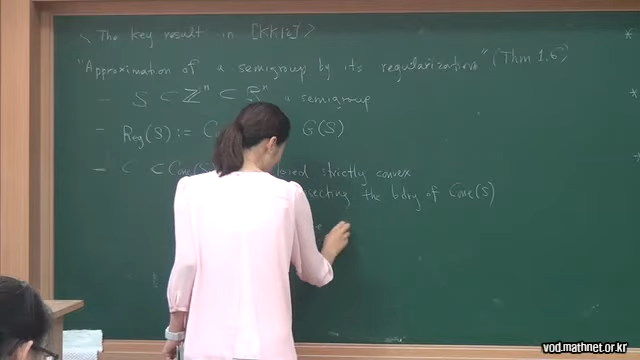 < The key result in [KK12] >
"Approximation of a semigroup by its regularization" (Thm 1.6)
- S ⊂ ℤⁿ ⊂ ℝⁿ a semigroup
- Reg(S) := C G(S)
- C ⊂ Cone(S) closed strictly convex
secting the bdry of Cone(S)
vod.mathnet.or.kr